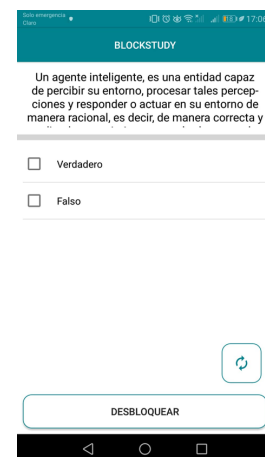 Solo emergencia
Claro
17:06
BLOCKSTUDY
Un agente inteligente, es una entidad capaz
de percibir su entorno, procesar tales percep-
ciones y responder o actuar en su entorno de
manera racional, es decir, de manera correcta y
Verdadero
Falso
DESBLOQUEAR